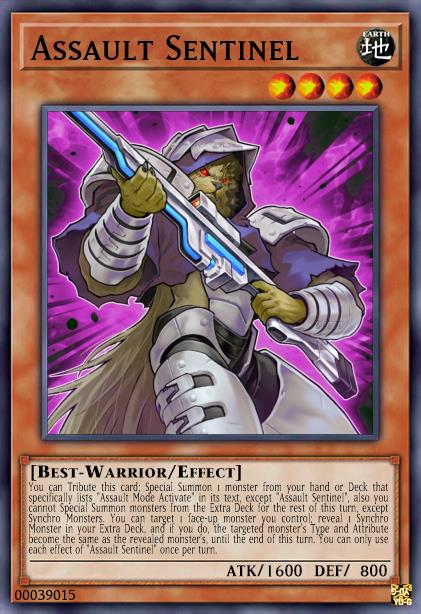 ASSAULT SENTINEL
EARTH
地
[BEST-WARRIOR/EFFECT]
You can Tribute this card; Special Summon 1 monster from your hand or Deck that
specifically lists "Assault Mode Activate" in its text, except "Assault Sentinel", also you
cannot Special Summon monsters from the Extra Deck for the rest of this turn, except
Synchro Monsters. You can target 1 face-up monster you control; reveal 1 Synchro
Monster in your Extra Deck, and if you do, the targeted monster's Type and Attribute
become the same as the revealed monster's, until the end of this turn. You can only use
each effect of "Assault Sentinel" once per turn.
ATK/1600 DEF/ 800
00039015